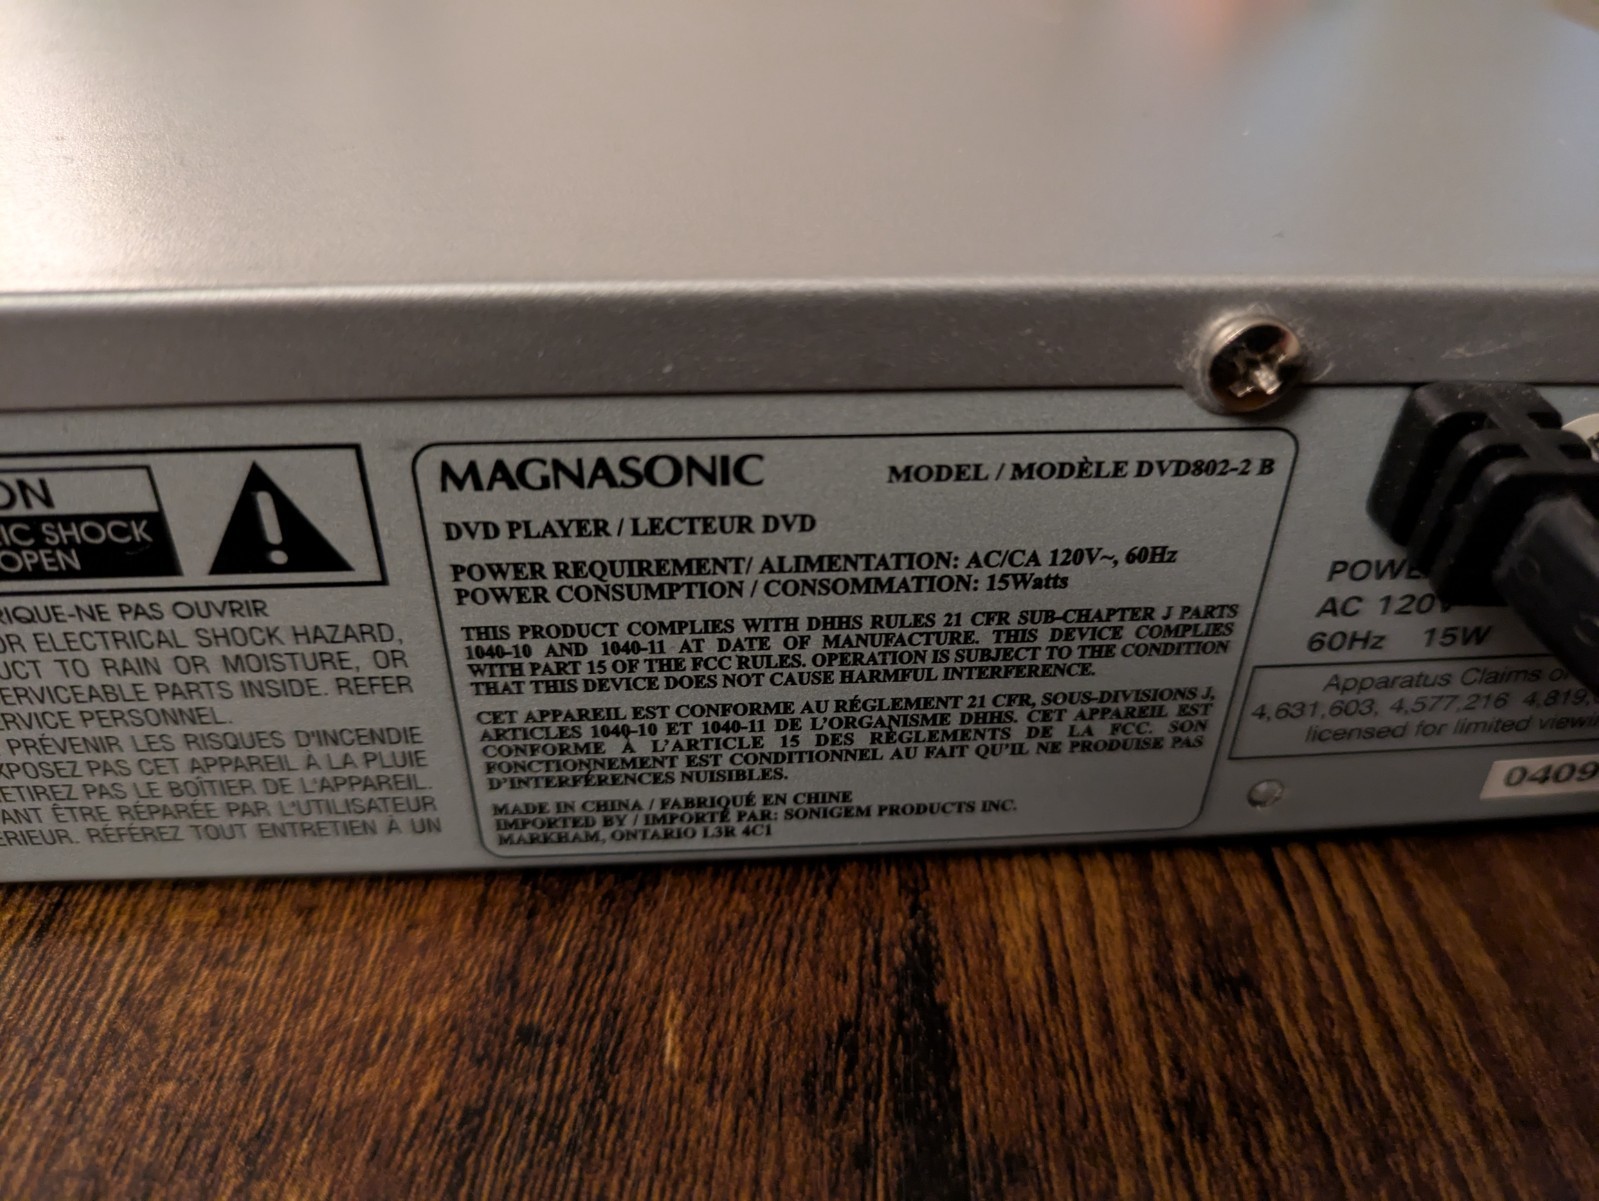 ON
IC SHOCK
OPEN
RIQUE-NE PAS OUVRIR
OR ELECTRICAL SHOCK HAZARD,
UCT TO RAIN OR MOISTURE, OR
ERVICEABLE PARTS INSIDE. REFER
RVICE PERSONNEL.
PRÉVENIR LES RISQUES D'INCENDIE
XPOSEZ PAS CET APPAREIL A LA PLUIE
ETIREZ PAS LE BOÎTIER DE L'APPAREIL.
ANT ÊTRE RÉPARÉE PAR L'UTILISATEUR
ÉRIEUR. RÉFÉREZ TOUT ENTRETIEN À UN
MAGNASONIC MODEL / MODÈLE DVD802-2 B
DVD PLAYER / LECTEUR DVD
POWER REQUIREMENT/ ALIMENTATION: AC/CA 120V~, 60Hz
POWER CONSUMPTION / CONSOMMATION: 15Watts
THIS PRODUCT COMPLIES WITH DHHS RULES 21 CFR SUB-CHAPTER J PARTS
1040-10 AND 1040-11 AT DATE OF MANUFACTURE. THIS DEVICE COMPLIES
WITH PART 15 OF THE FCC RULES. OPERATION IS SUBJECT TO THE CONDITION
THAT THIS DEVICE DOES NOT CAUSE HARMFUL INTERFERENCE.
CET APPAREIL EST CONFORME AU RÉGLEMENT 21 CFR, SOUS-DIVISIONS J,
ARTICLES 1040-10 ET 1040-11 DE L'ORGANISME DHHS. CET APPAREIL EST
CONFORME À L'ARTICLE 15 DES RÈGLEMENTS DE LA FCC. SON
FONCTIONNEMENT EST CONDITIONNEL AU FAIT QU'IL NE PRODUISE PAS
D'INTERFÉRENCES NUISIBLES.
MADE IN CHINA / FABRIQUÉ EN CHINE
IMPORTED BY / IMPORTÉ PAR: SONIGEM PRODUCTS INC.
MARKHAM, ONTARIO L3R 4C1
POWE
AC 120V
60Hz 15W
Apparatus Claims o
4,631,603, 4,577,216 4,819,
licensed for limited viewi
0409